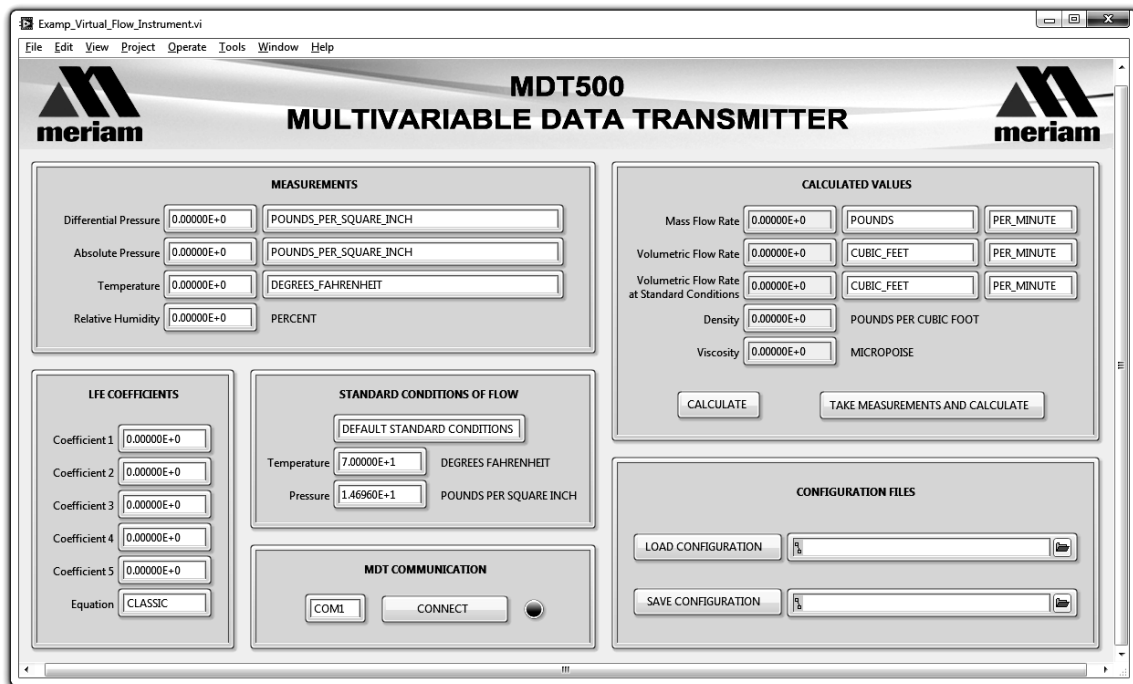 Examp_Virtual_Flow_Instrument.vi
File Edit View Project Operate Tools Window Help
meriam
MDT500
MULTIVARIABLE DATA TRANSMITTER
meriam
MEASUREMENTS
Differential Pressure 0.00000E+0 POUNDS_PER_SQUARE_INCH
Absolute Pressure 0.00000E+0 POUNDS_PER_SQUARE_INCH
Temperature 0.00000E+0 DEGREES_FAHRENHEIT
Relative Humidity 0.00000E+0 PERCENT
CALCULATED VALUES
Mass Flow Rate 0.00000E+0 POUNDS PER_MINUTE
Volumetric Flow Rate 0.00000E+0 CUBIC_FEET PER_MINUTE
Volumetric Flow Rate
at Standard Conditions 0.00000E+0 CUBIC_FEET PER_MINUTE
Density 0.00000E+0 POUNDS PER CUBIC FOOT
Viscosity 0.00000E+0 MICROPOISE
CALCULATE TAKE MEASUREMENTS AND CALCULATE
LFE COEFFICIENTS
Coefficient 1 0.00000E+0
Coefficient 2 0.00000E+0
Coefficient 3 0.00000E+0
Coefficient 4 0.00000E+0
Coefficient 5 0.00000E+0
Equation CLASSIC
STANDARD CONDITIONS OF FLOW
DEFAULT STANDARD CONDITIONS
Temperature 7.00000E+1 DEGREES FAHRENHEIT
Pressure 1.46960E+1 POUNDS PER SQUARE INCH
MDT COMMUNICATION
COM1 CONNECT
CONFIGURATION FILES
LOAD CONFIGURATION
SAVE CONFIGURATION